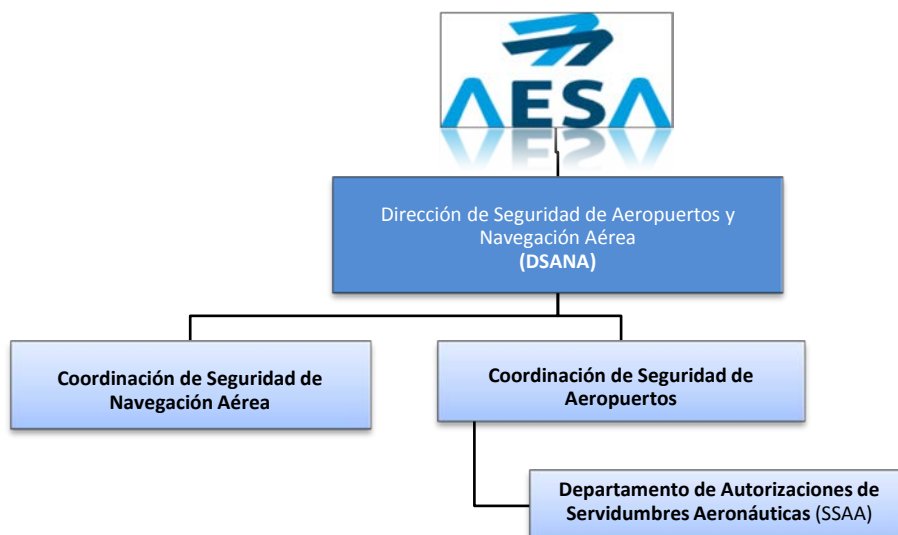 AESA
Dirección de Seguridad de Aeropuertos y
Navegación Aérea
(DSANA)
Coordinación de Seguridad de
Navegación Aérea
Coordinación de Seguridad de
Aeropuertos
Departamento de Autorizaciones de
Servidumbres Aeronáuticas (SSAA)